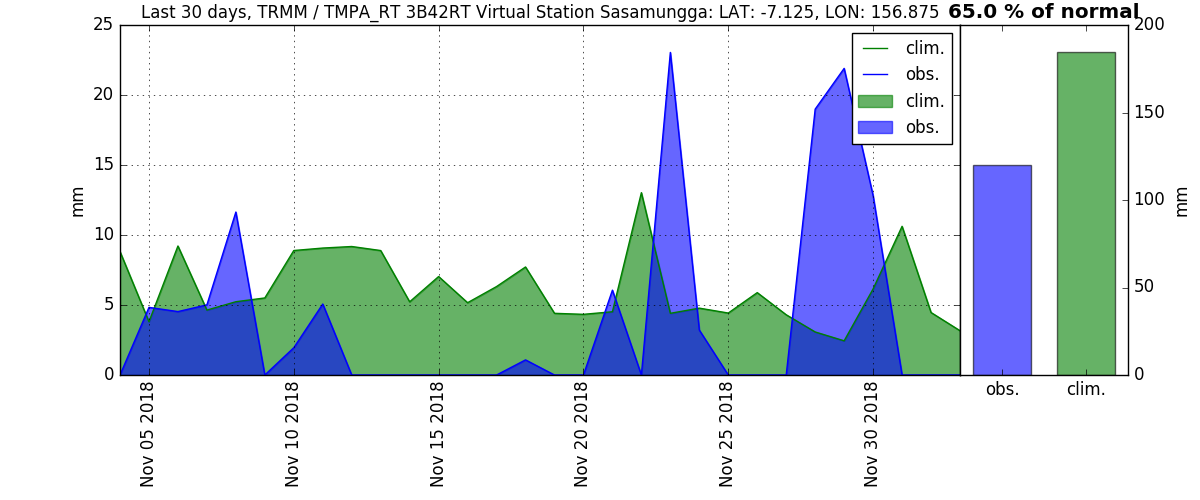 Last 30 days, TRMM / TMPA_RT 3B42RT Virtual Station Sasamungga: LAT: -7.125, LON: 156.875
65.0 % of normal
25
20
15
10
5
0
mm
clim.
obs.
clim.
obs.
Nov 05 2018
Nov 10 2018
Nov 15 2018
Nov 20 2018
Nov 25 2018
Nov 30 2018
200
150
100
50
0
mm
obs.
clim.